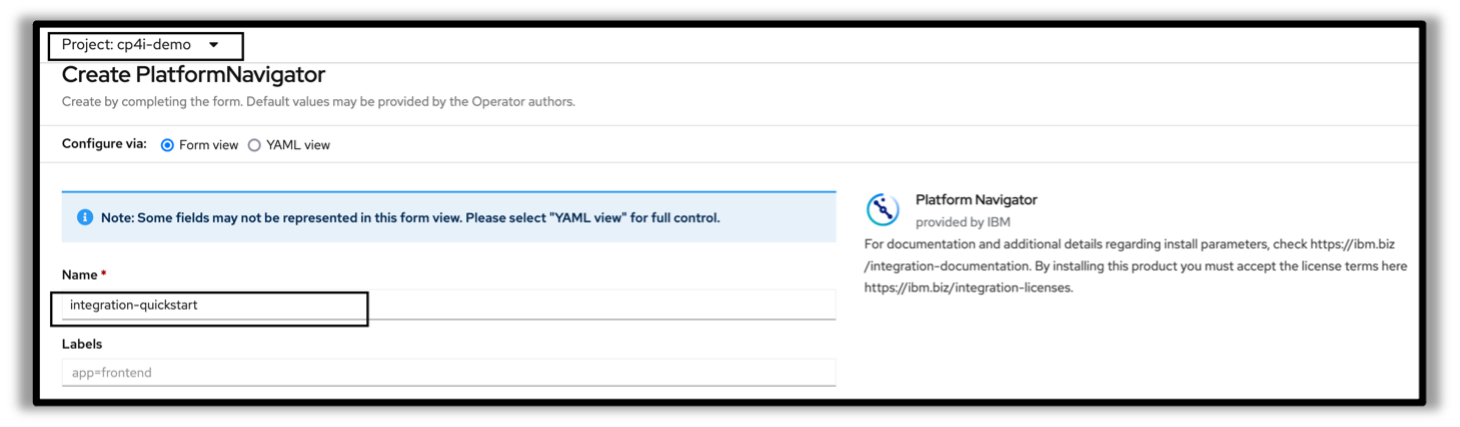 Project: cp4i-demo
Create PlatformNavigator
Create by completing the form. Default values may be provided by the Operator authors.
Configure via: Form view YAML view
Note: Some fields may not be represented in this form view. Please select "YAML view" for full control.
Name *
integration-quickstart
Labels
app=frontend
Platform Navigator
provided by IBM
For documentation and additional details regarding install parameters, check https://ibm.biz
/integration-documentation. By installing this product you must accept the license terms here
https://ibm.biz/integration-licenses.